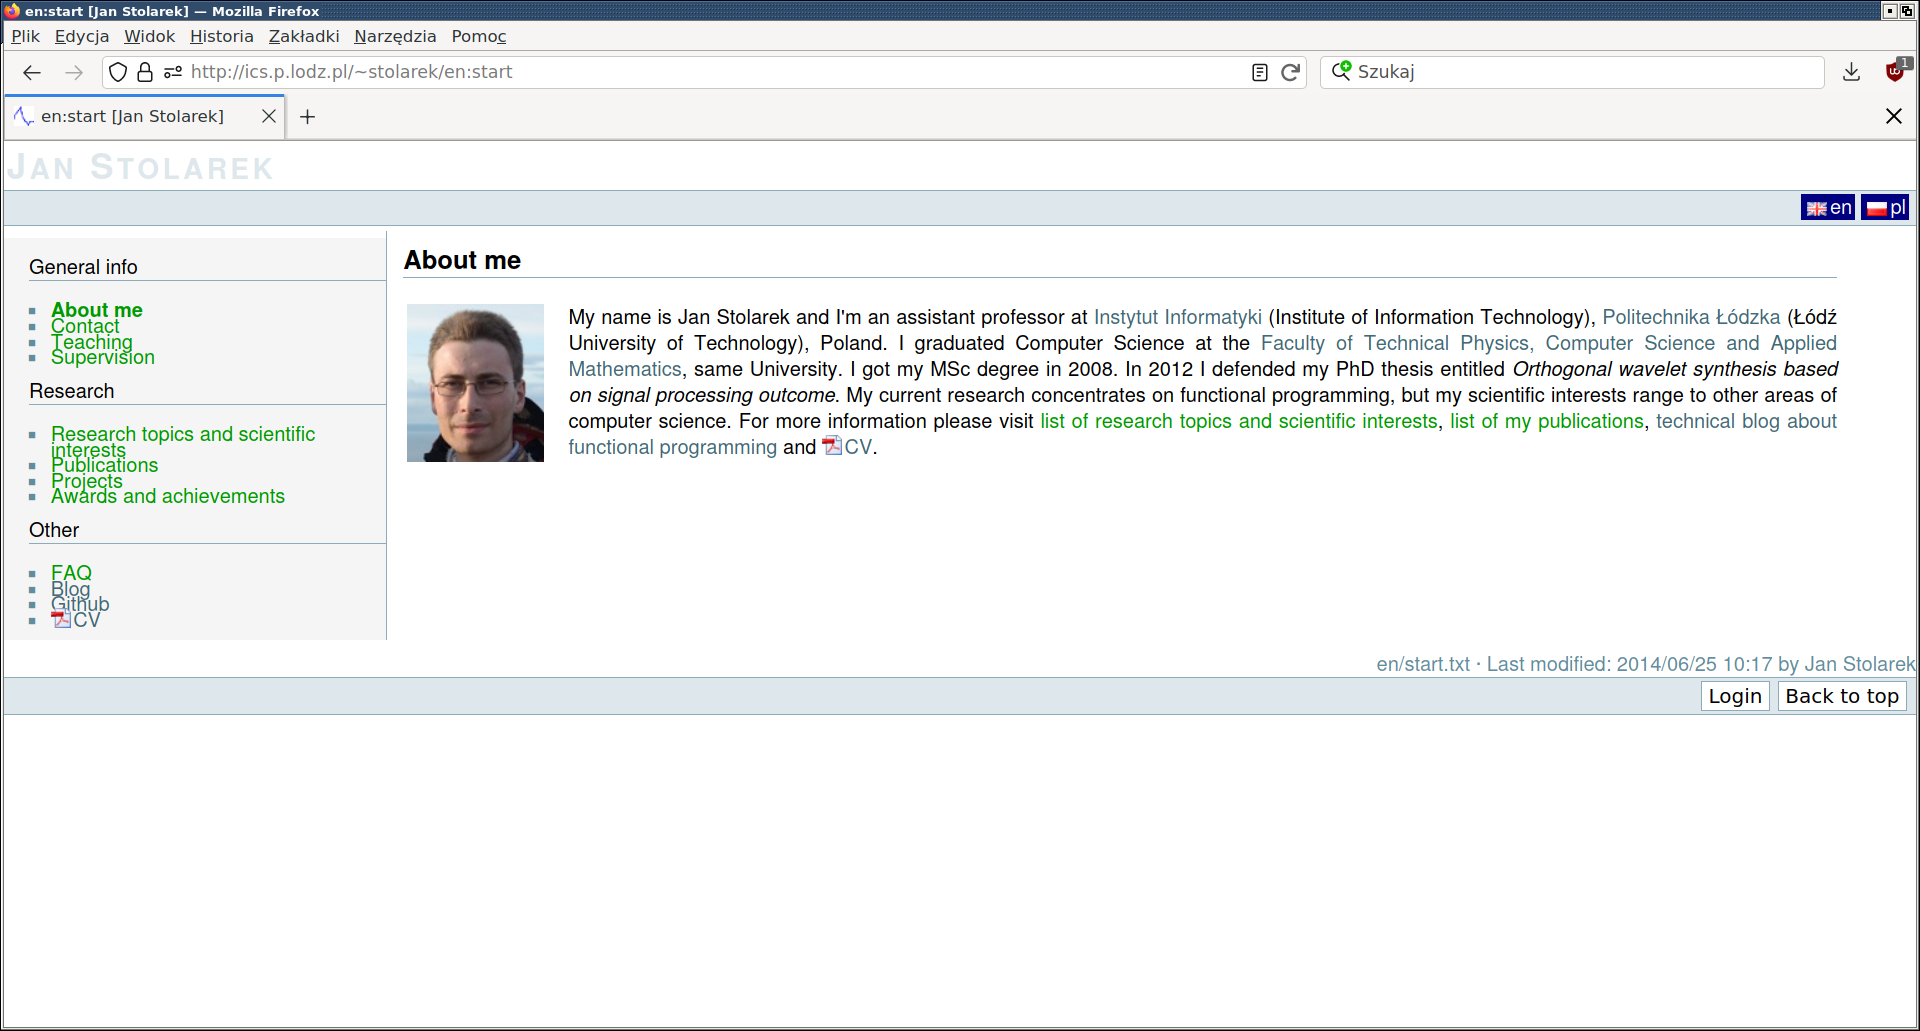 en:start [Jan Stolarek] — Mozilla Firefox
Plik Edycja Widok Historia Zakładki Narzędzia Pomoc
http://ics.p.lodz.pl/~stolarek/en:start
Szukaj
1
en:start [Jan Stolarek]
JAN STOLAREK
en pl
General info
About me
Contact
Teaching
Supervision
Research
Research topics and scientific
interests
Publications
Projects
Awards and achievements
Other
FAQ
Blog
Github
CV
About me
My name is Jan Stolarek and I'm an assistant professor at Instytut Informatyki (Institute of Information Technology), Politechnika Łódzka (Łódź
University of Technology), Poland. I graduated Computer Science at the Faculty of Technical Physics, Computer Science and Applied
Mathematics, same University. I got my MSc degree in 2008. In 2012 I defended my PhD thesis entitled Orthogonal wavelet synthesis based
on signal processing outcome. My current research concentrates on functional programming, but my scientific interests range to other areas of
computer science. For more information please visit list of research topics and scientific interests, list of my publications, technical blog about
functional programming and CV.
en/start.txt · Last modified: 2014/06/25 10:17 by Jan Stolarek
Login Back to top